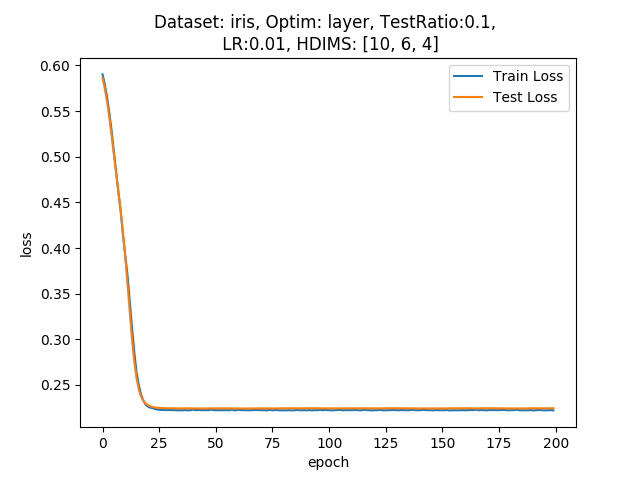 Dataset: iris, Optim: layer, TestRatio:0.1,
LR:0.01, HDIMS: [10, 6, 4]
Train Loss
Test Loss
0.60
0.55
0.50
0.45
0.40
0.35
0.30
0.25
loss
0 25 50 75 100 125 150 175 200
epoch